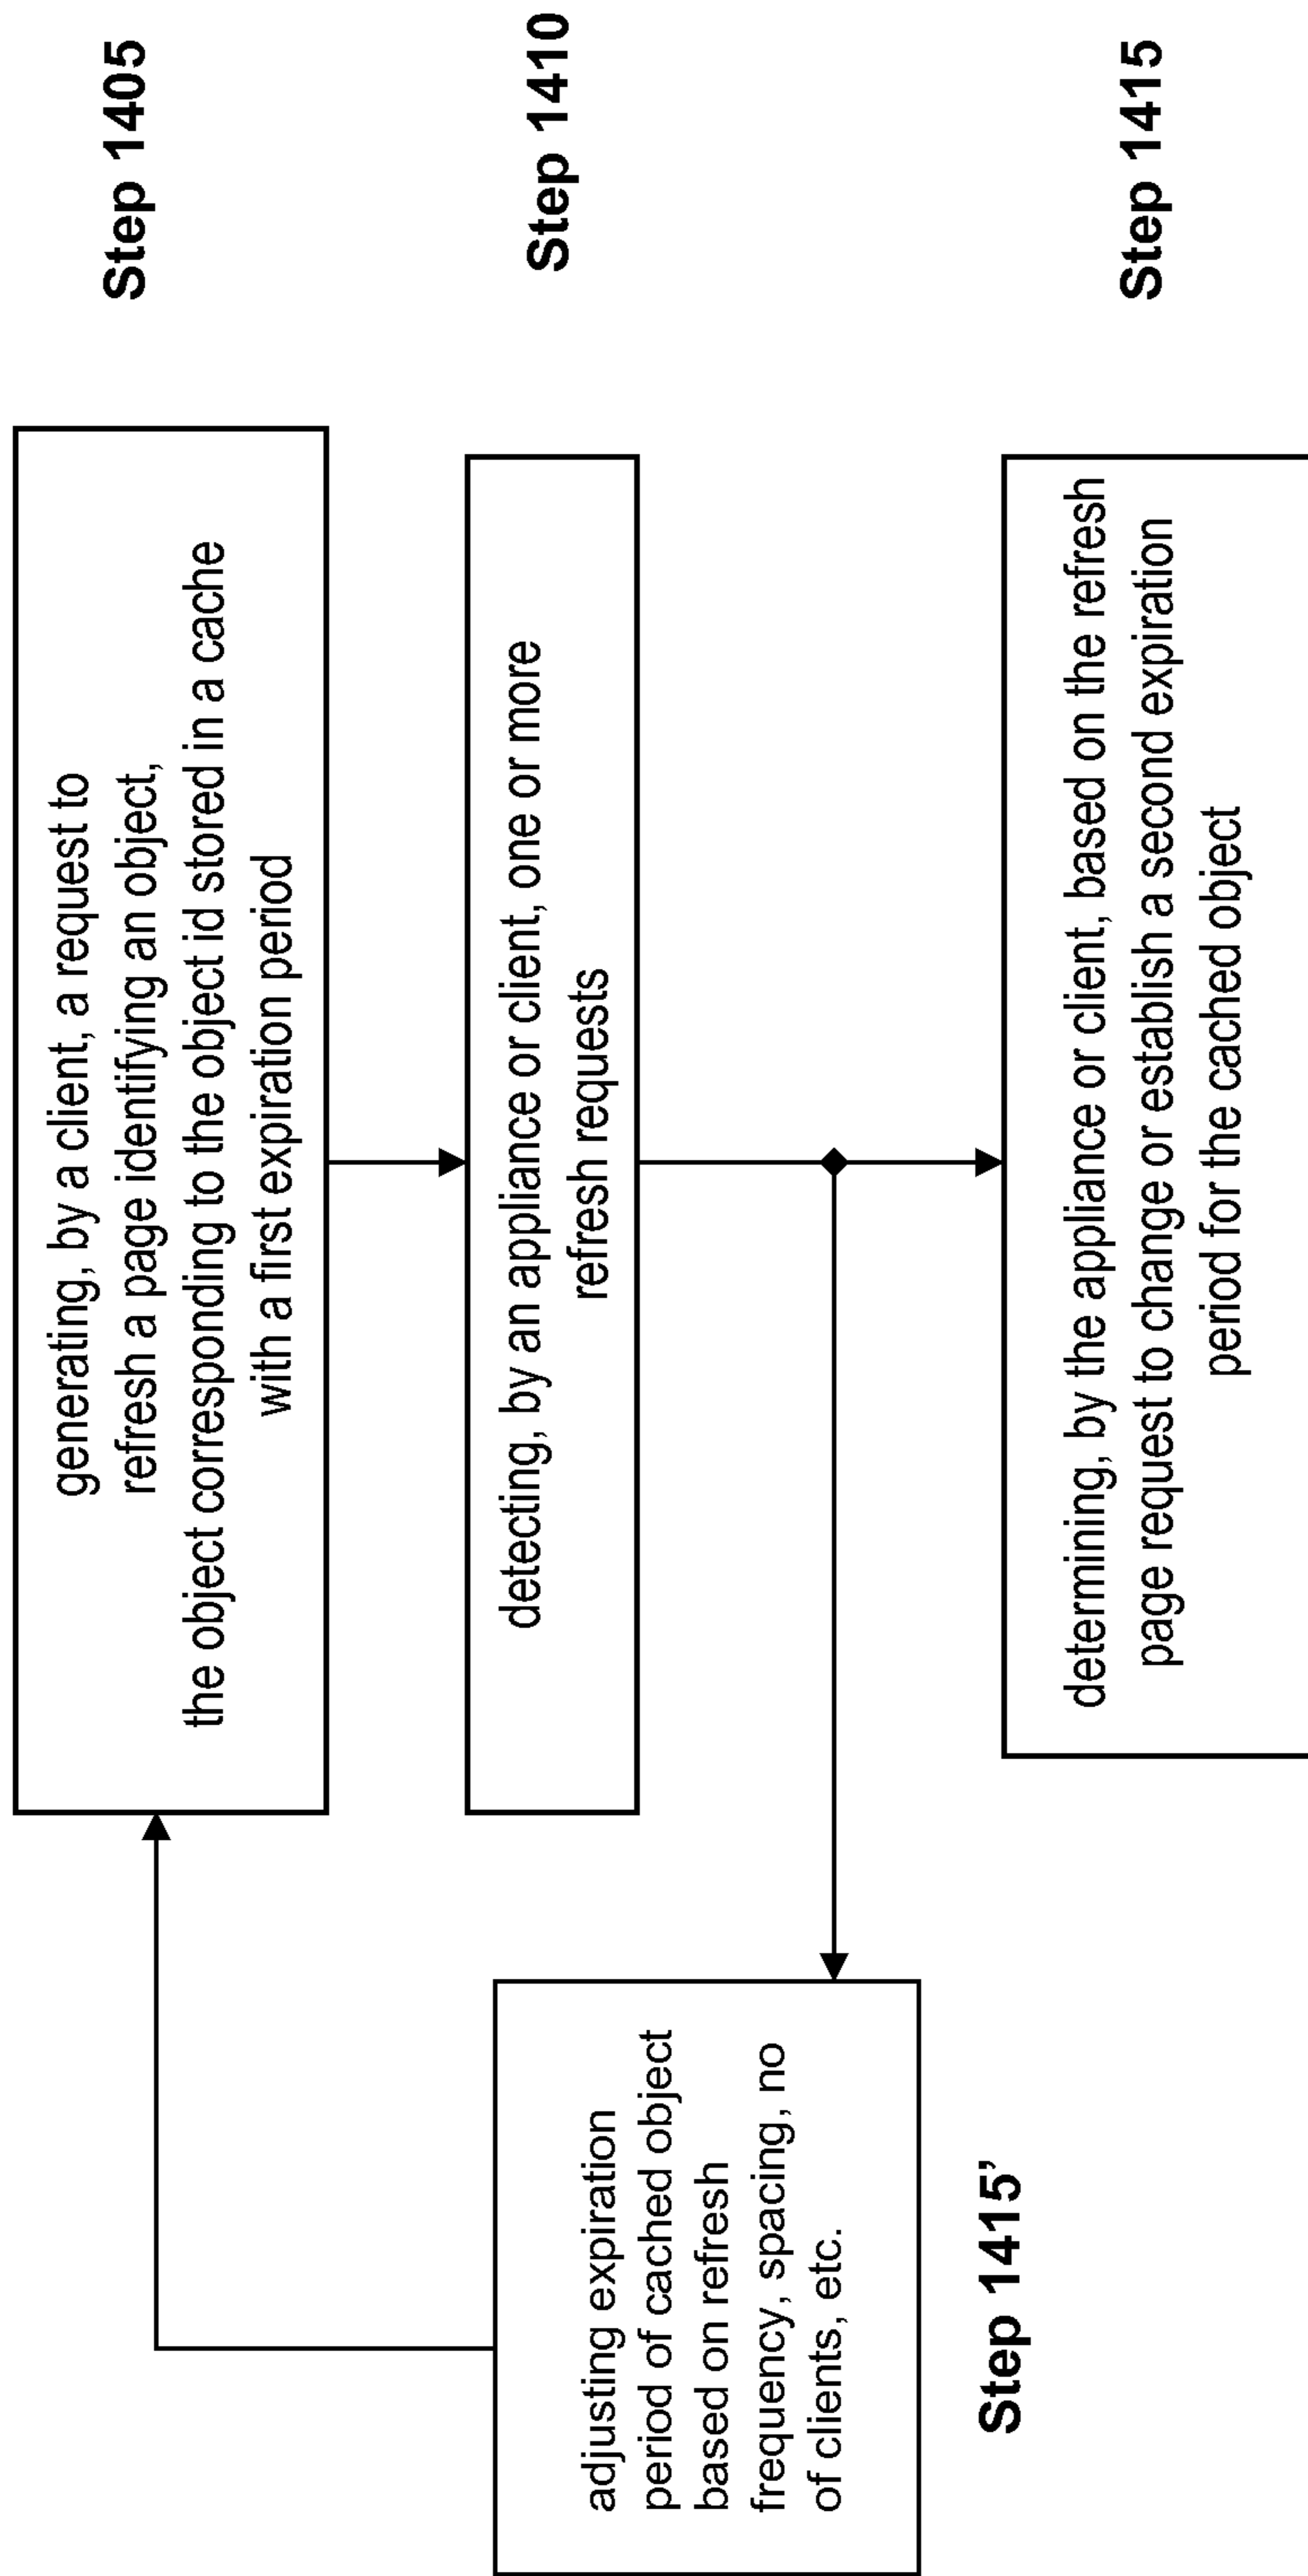 generating, by a client, a request to
refresh a page identifying an object,
the object corresponding to the object id stored in a cache
with a first expiration period
Step 1405
detecting, by an appliance or client, one or more
refresh requests
Step 1410
adjusting expiration
period of cached object
based on refresh
frequency, spacing, no
of clients, etc.
Step 1415’
determining, by the appliance or client, based on the refresh
page request to change or establish a second expiration
period for the cached object
Step 1415